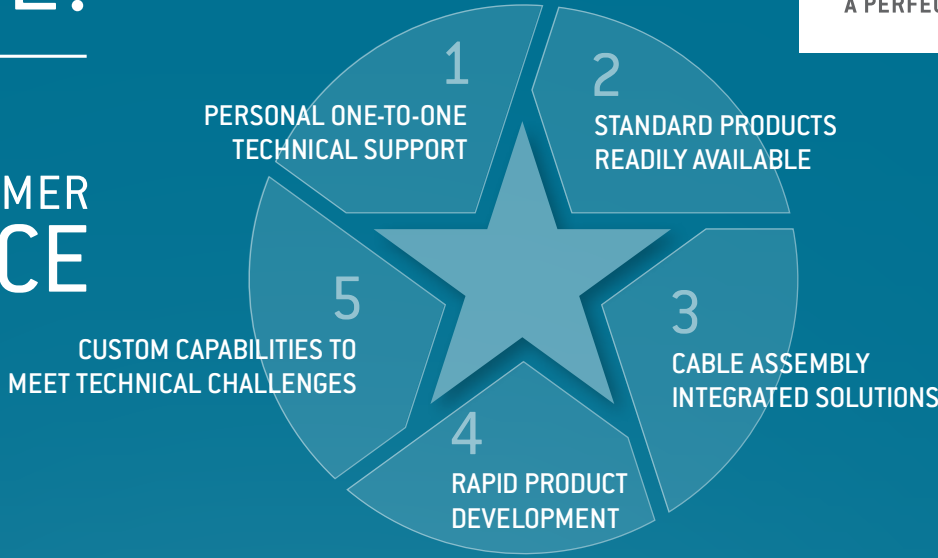 A PERFEC
MER
CE
1
PERSONAL ONE-TO-ONE
TECHNICAL SUPPORT
2
STANDARD PRODUCTS
READILY AVAILABLE
3
CABLE ASSEMBLY
INTEGRATED SOLUTIONS
4
RAPID PRODUCT
DEVELOPMENT
5
CUSTOM CAPABILITIES TO
MEET TECHNICAL CHALLENGES